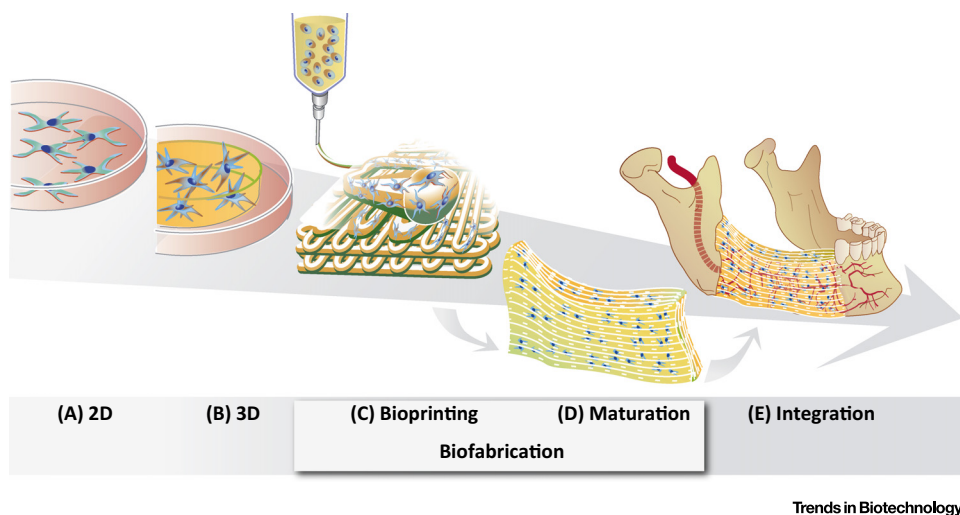 (A) 2D (B) 3D (C) Bioprinting (D) Maturation (E) Integration
Biofabrication
Trends in Biotechnology